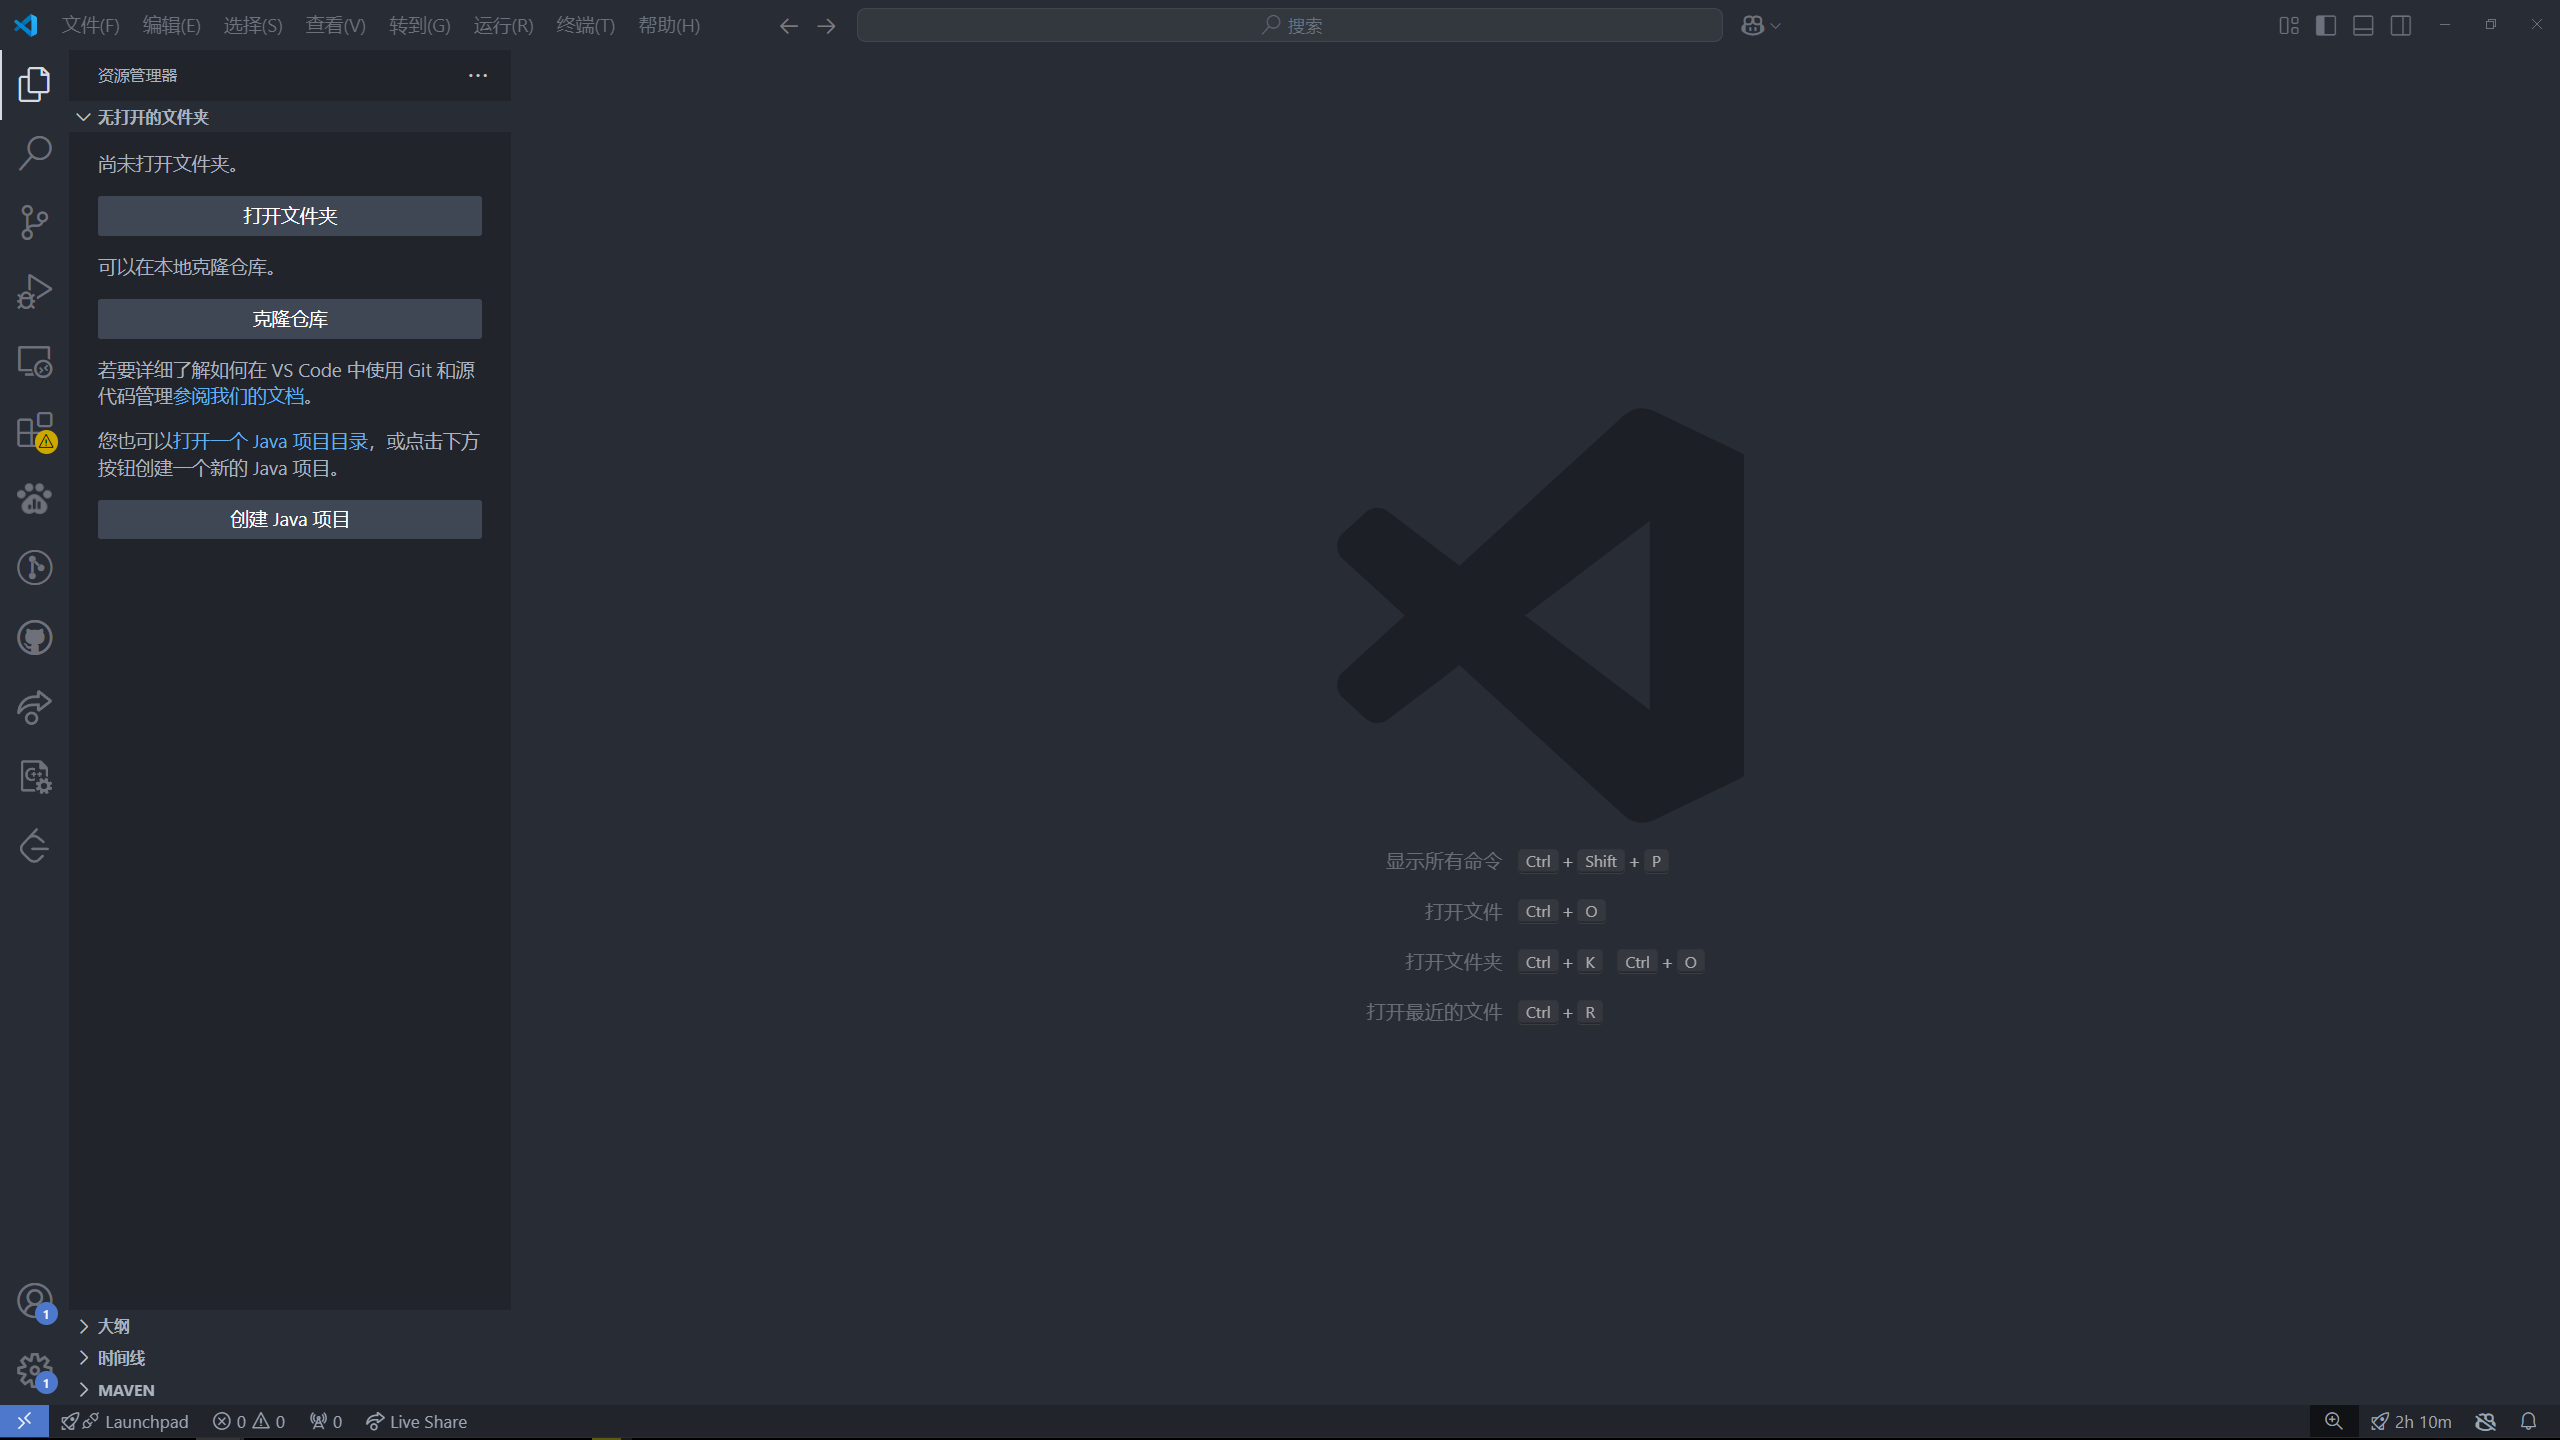 文件(F) 编辑(E) 选择(S) 查看(V) 转到(G) 运行(R) 终端(T) 帮助(H) 搜索
资源管理器
无打开的文件夹
尚未打开文件夹。
打开文件夹
可以在本地克隆仓库。
克隆仓库
若要详细了解如何在 VS Code 中使用 Git 和源
代码管理参阅我们的文档。
您也可以打开一个 Java 项目目录，或点击下方
按钮创建一个新的 Java 项目。
创建 Java 项目
显示所有命令 Ctrl + Shift + P
打开文件 Ctrl + O
打开文件夹 Ctrl + K Ctrl + O
打开最近的文件 Ctrl + R
1
1
大纲
时间线
MAVEN
Launchpad 0 0 0 Live Share 2h 10m